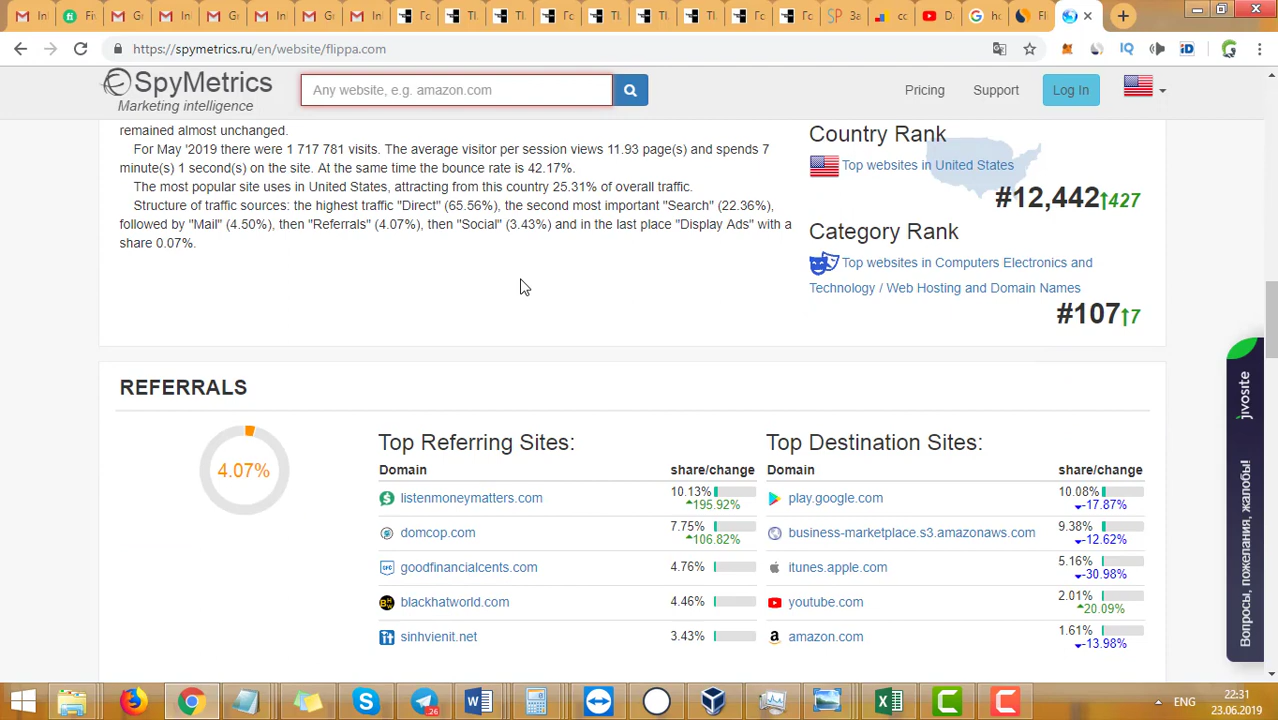 https://spymetrics.ru/en/website/flippa.com
SpyMetrics
Marketing intelligence
Any website, e.g. amazon.com
Pricing
Support
Log In
remained almost unchanged.
For May '2019 there were 1 717 781 visits. The average visitor per session views 11.93 page(s) and spends 7
minute(s) 1 second(s) on the site. At the same time the bounce rate is 42.17%.
The most popular site uses in United States, attracting from this country 25.31% of overall traffic.
Structure of traffic sources: the highest traffic "Direct" (65.56%), the second most important "Search" (22.36%),
followed by "Mail" (4.50%), then "Referrals" (4.07%), then "Social" (3.43%) and in the last place "Display Ads" with a
share 0.07%.
Country Rank
Top websites in United States
#12,442 427
Category Rank
Top websites in Computers Electronics and
Technology / Web Hosting and Domain Names
#107 7
REFERRALS
4.07%
Top Referring Sites:
Domain share/change
listenmoneymatters.com 10.13%
195.92%
domcop.com 7.75%
106.82%
goodfinancialcents.com 4.76%
blackhatworld.com 4.46%
sinhvienit.net 3.43%
Top Destination Sites:
Domain share/change
play.google.com 10.08%
-17.87%
business-marketplace.s3.amazonaws.com 9.38%
-12.62%
itunes.apple.com 5.16%
-30.98%
youtube.com 2.01%
20.09%
amazon.com 1.61%
-13.98%
jivosite
Вопросы, пожелания, жалобы!
ENG
22:31
23.06.2019